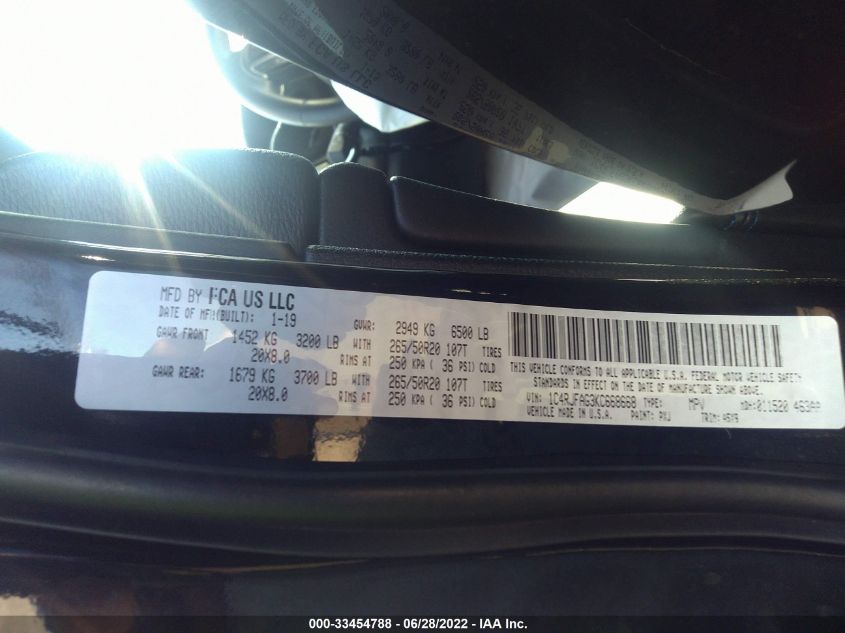 MFD BY FCA US LLC
DATE OF MFR(BUILT): 1-19 GVWR: 2949 KG 6500 LB
GAWR FRONT 1452 KG 3200 LB WITH 265/50R20 107T TIRES
20X8.0 RIMS AT 250 KPA ( 36 PSI) COLD
GAWR REAR: 1679 KG 3700 LB WITH 265/50R20 107T TIRES
20X8.0 RIMS AT 250 KPA ( 36 PSI) COLD
THIS VEHICLE CONFORMS TO ALL APPLICABLE U.S.A. FEDERAL MOTOR VEHICLE SAFETY
STANDARDS IN EFFECT ON THE DATE OF MANUFACTURE SHOWN ABOVE.
VIN: 1C4RJFAG3KC668668 TYPE: MPV MDH: 011520 463AA
VEHICLE MADE IN U.S.A. PAINT: PXJ TRIM: A5X9
000-33454788 - 06/28/2022 - IAA Inc.